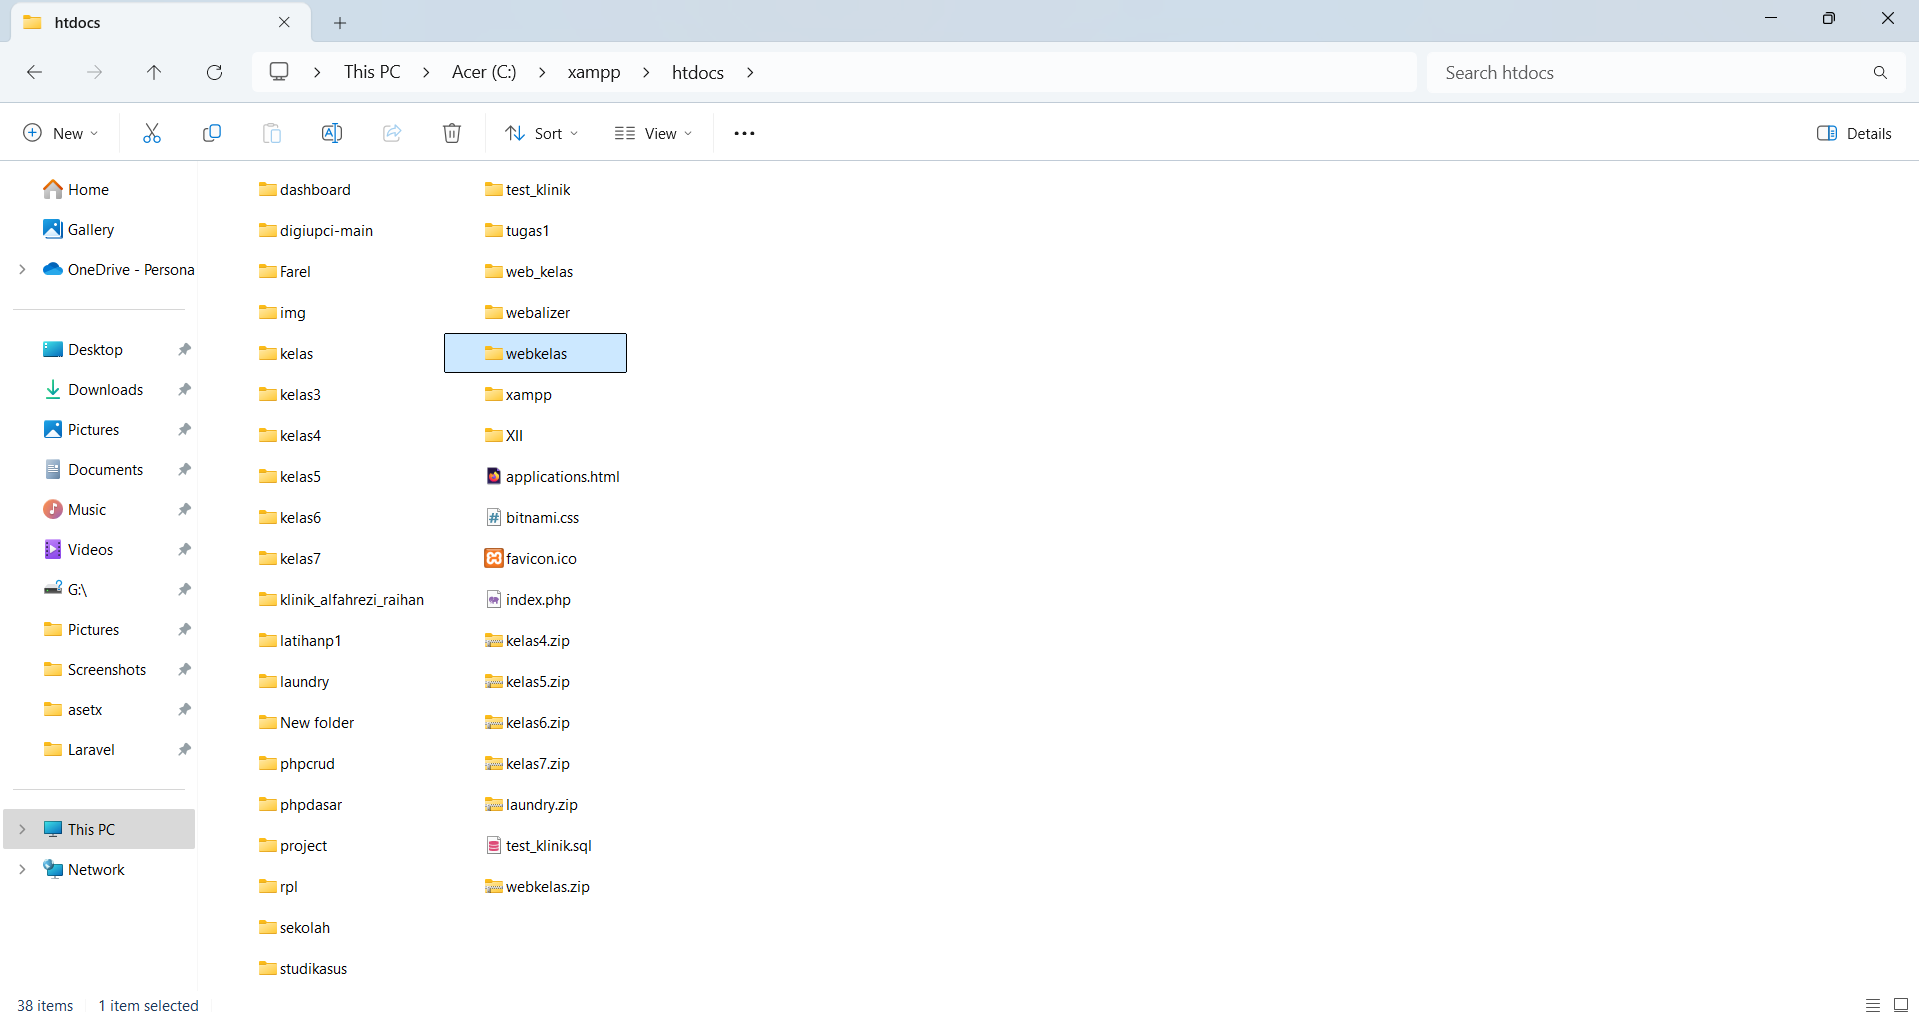 htdocs
This PC
Acer (C:)
xampp
htdocs
Search htdocs
New
Sort
View
Details
Home
Gallery
OneDrive - Persona
Desktop
Downloads
Pictures
Documents
Music
Videos
G:\
Pictures
Screenshots
asetx
Laravel
This PC
Network
dashboard
digiupci-main
Farel
img
kelas
kelas3
kelas4
kelas5
kelas6
kelas7
klinik_alfahrezi_raihan
latihanp1
laundry
New folder
phpcrud
phpdasar
project
rpl
sekolah
studikasus
test_klinik
tugas1
web_kelas
webalizer
webkelas
xampp
XII
applications.html
bitnami.css
favicon.ico
index.php
kelas4.zip
kelas5.zip
kelas6.zip
kelas7.zip
laundry.zip
test_klinik.sql
webkelas.zip
38 items
1 item selected